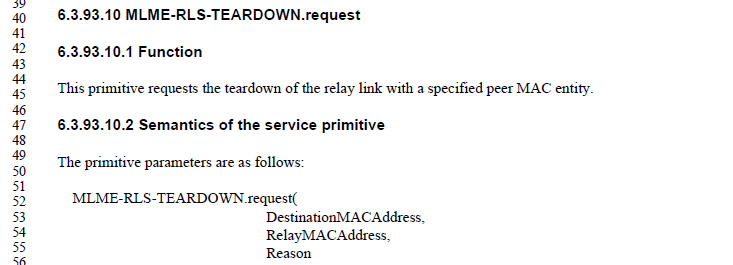 39
40 6.3.93.10 MLME-RLS-TEARDOWN.request
41
42 6.3.93.10.1 Function
43
44
45 This primitive requests the teardown of the relay link with a specified peer MAC entity.
46
47 6.3.93.10.2 Semantics of the service primitive
48
49
50 The primitive parameters are as follows:
51
52 MLME-RLS-TEARDOWN.request(
53 DestinationMACAddress,
54 RelayMACAddress,
55 Reason
56